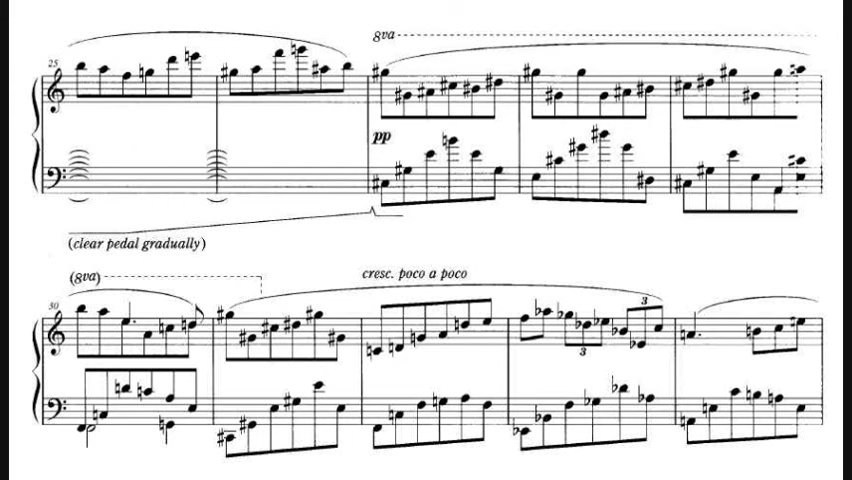 8va
25
pp
(clear pedal gradually)
(8va)
30
cresc. poco a poco
3
3